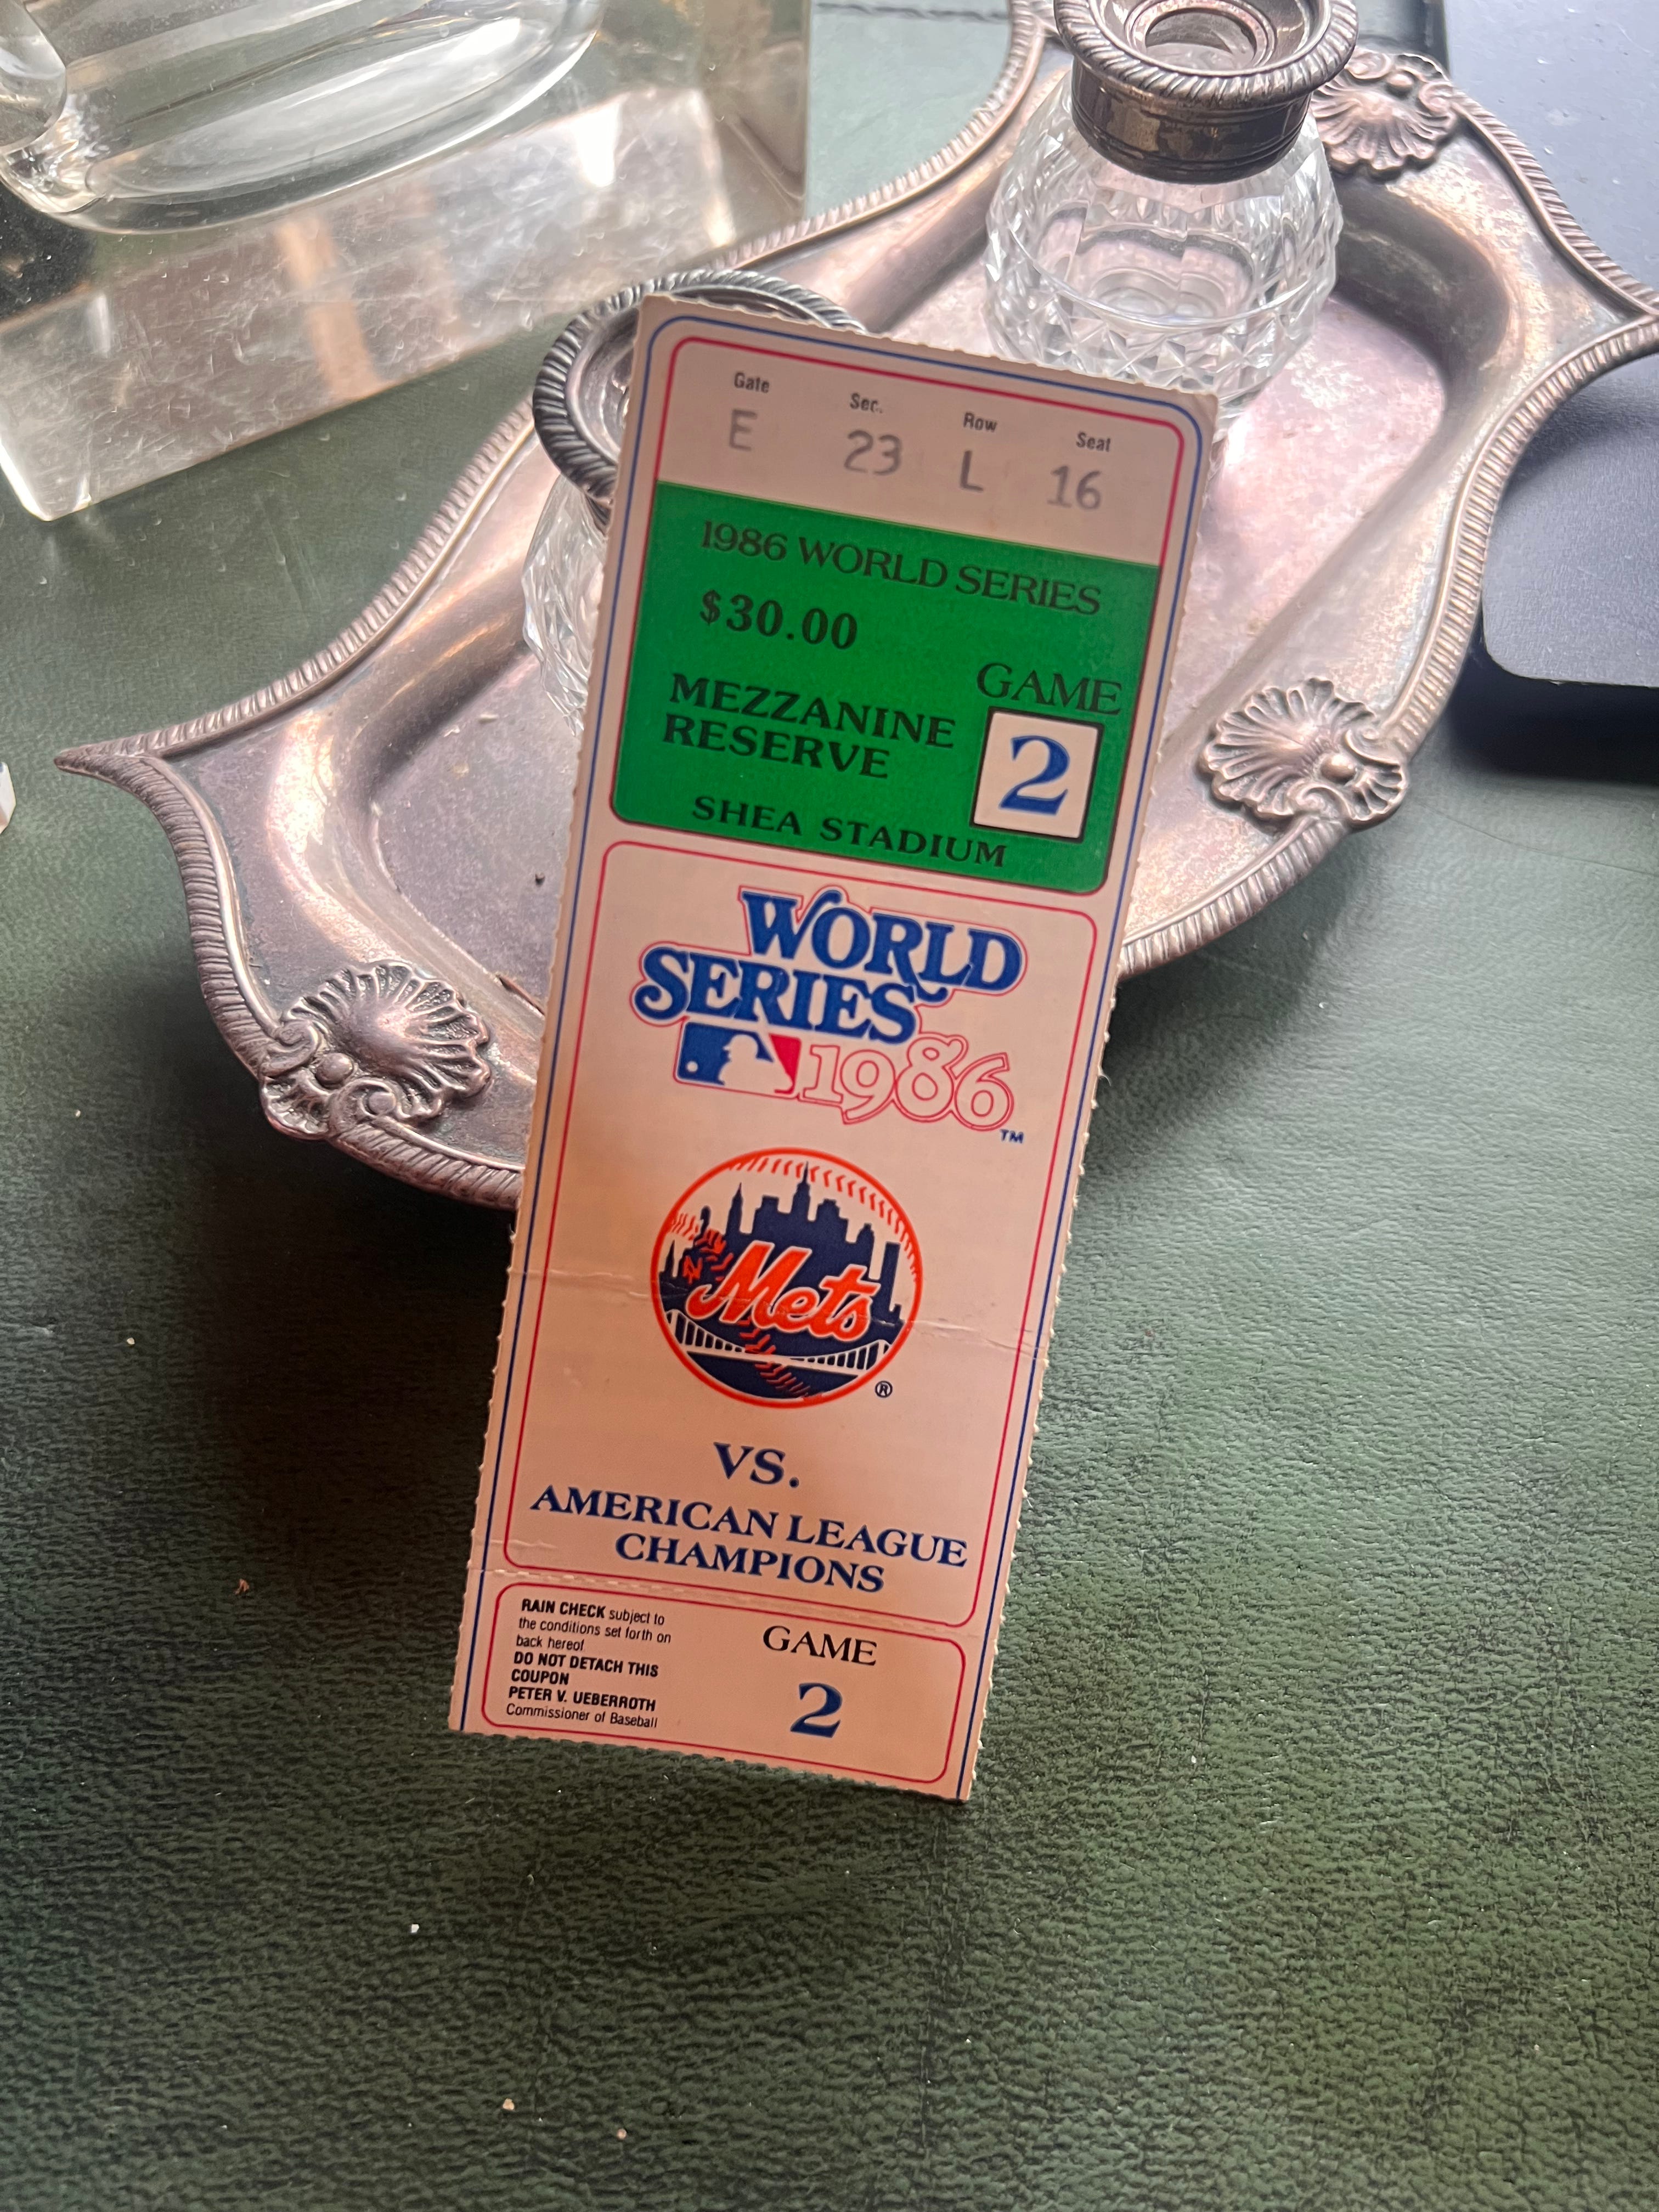 Gate Sec. Row Seat
E 23 L 16
1986 WORLD SERIES
$30.00
GAME
2
MEZZANINE
RESERVE
SHEA STADIUM
WORLD
SERIES
1986
TM
NY
Mets
®
VS.
AMERICAN LEAGUE
CHAMPIONS
RAIN CHECK subject to
the conditions set forth on
back hereof.
DO NOT DETACH THIS
COUPON
PETER V. UEBERROTH
Commissioner of Baseball
GAME
2